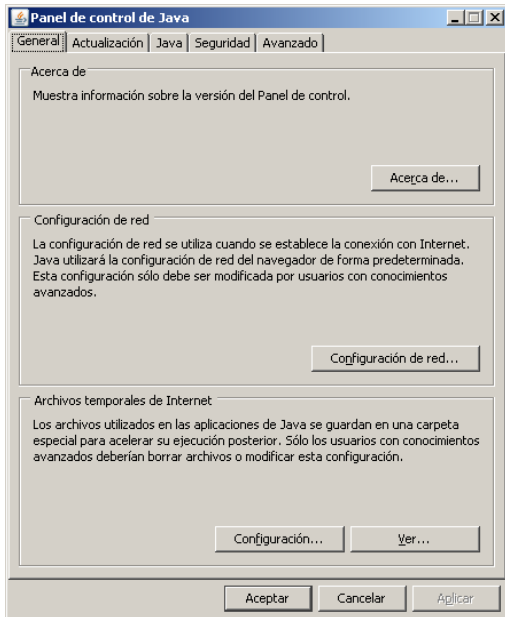 Panel de control de Java
General Actualización Java Seguridad Avanzado
Acerca de
Muestra información sobre la versión del Panel de control.
Acerca de...
Configuración de red
La configuración de red se utiliza cuando se establece la conexión con Internet.
Java utilizará la configuración de red del navegador de forma predeterminada.
Esta configuración sólo debe ser modificada por usuarios con conocimientos
avanzados.
Configuración de red...
Archivos temporales de Internet
Los archivos utilizados en las aplicaciones de Java se guardan en una carpeta
especial para acelerar su ejecución posterior. Sólo los usuarios con conocimientos
avanzados deberían borrar archivos o modificar esta configuración.
Configuración... Ver...
Aceptar Cancelar Aplicar